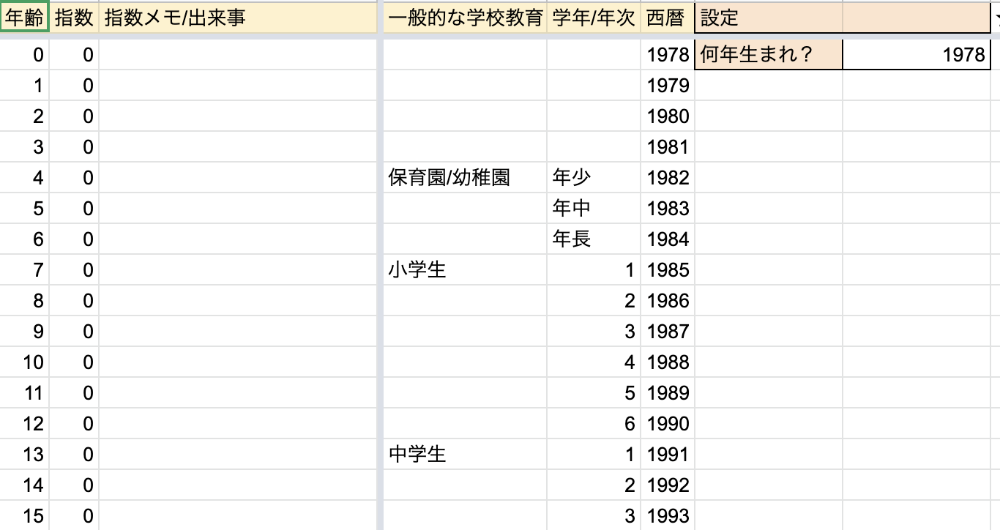 年齢 指数 指数メモ/出来事 一般的な学校教育 学年/年次 西暦 設定
0 0 1978 何年生まれ？ 1978
1 0 1979
2 0 1980
3 0 1981
4 0 保育園/幼稚園 年少 1982
5 0 年中 1983
6 0 年長 1984
7 0 小学生 1 1985
8 0 2 1986
9 0 3 1987
10 0 4 1988
11 0 5 1989
12 0 6 1990
13 0 中学生 1 1991
14 0 2 1992
15 0 3 1993